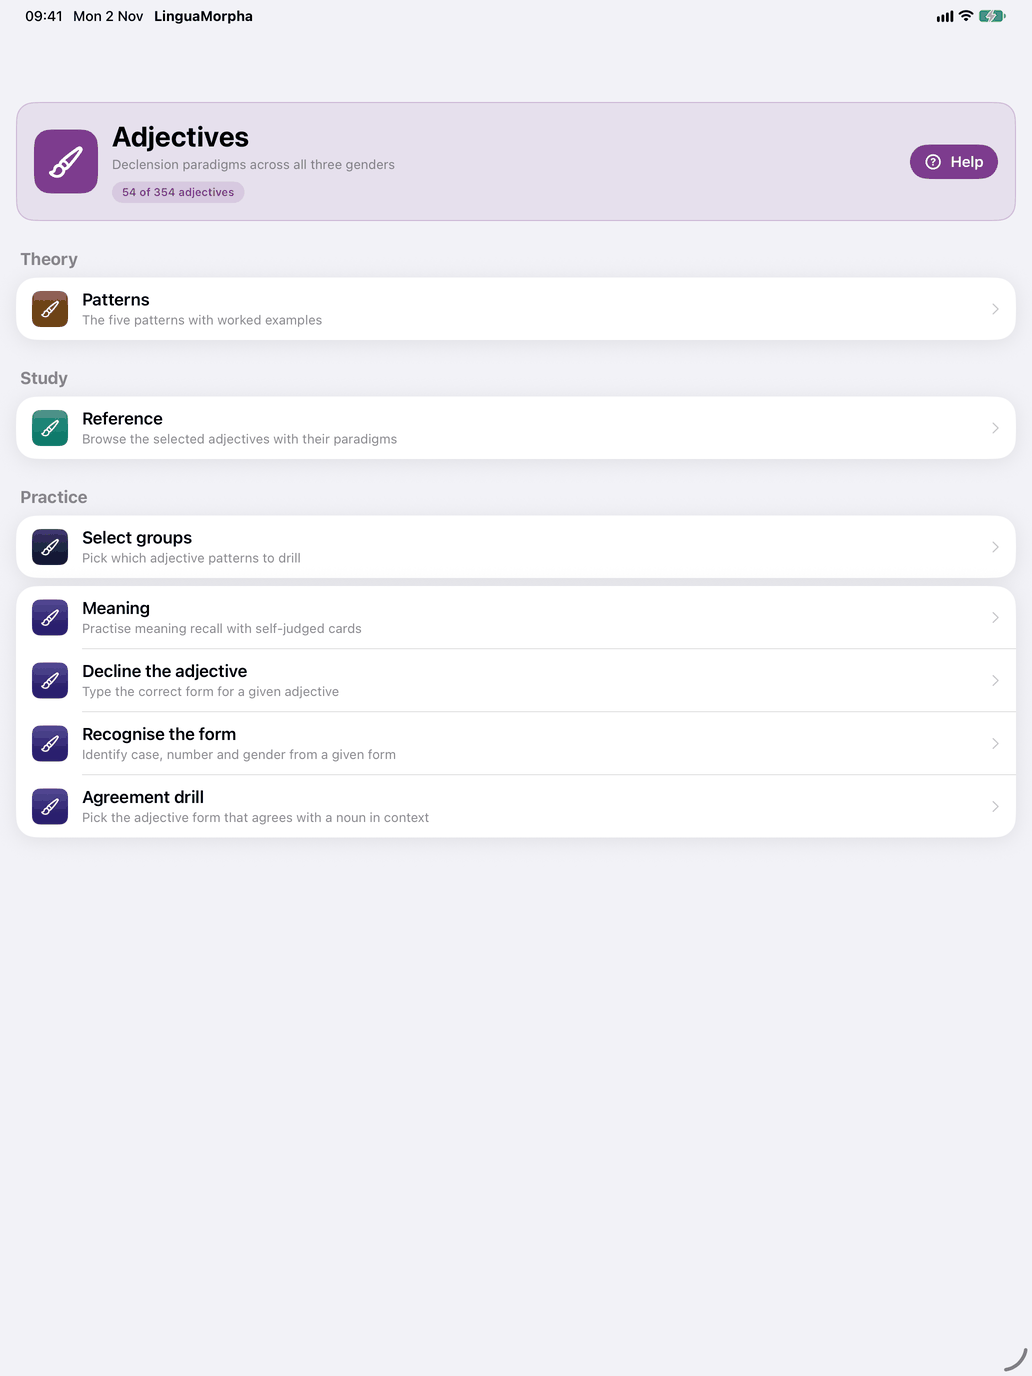 09:41 Mon 2 Nov LinguaMorpha
Adjectives
Declension paradigms across all three genders
54 of 354 adjectives
Help
Theory
Patterns
The five patterns with worked examples
Study
Reference
Browse the selected adjectives with their paradigms
Practice
Select groups
Pick which adjective patterns to drill
Meaning
Practise meaning recall with self-judged cards
Decline the adjective
Type the correct form for a given adjective
Recognise the form
Identify case, number and gender from a given form
Agreement drill
Pick the adjective form that agrees with a noun in context